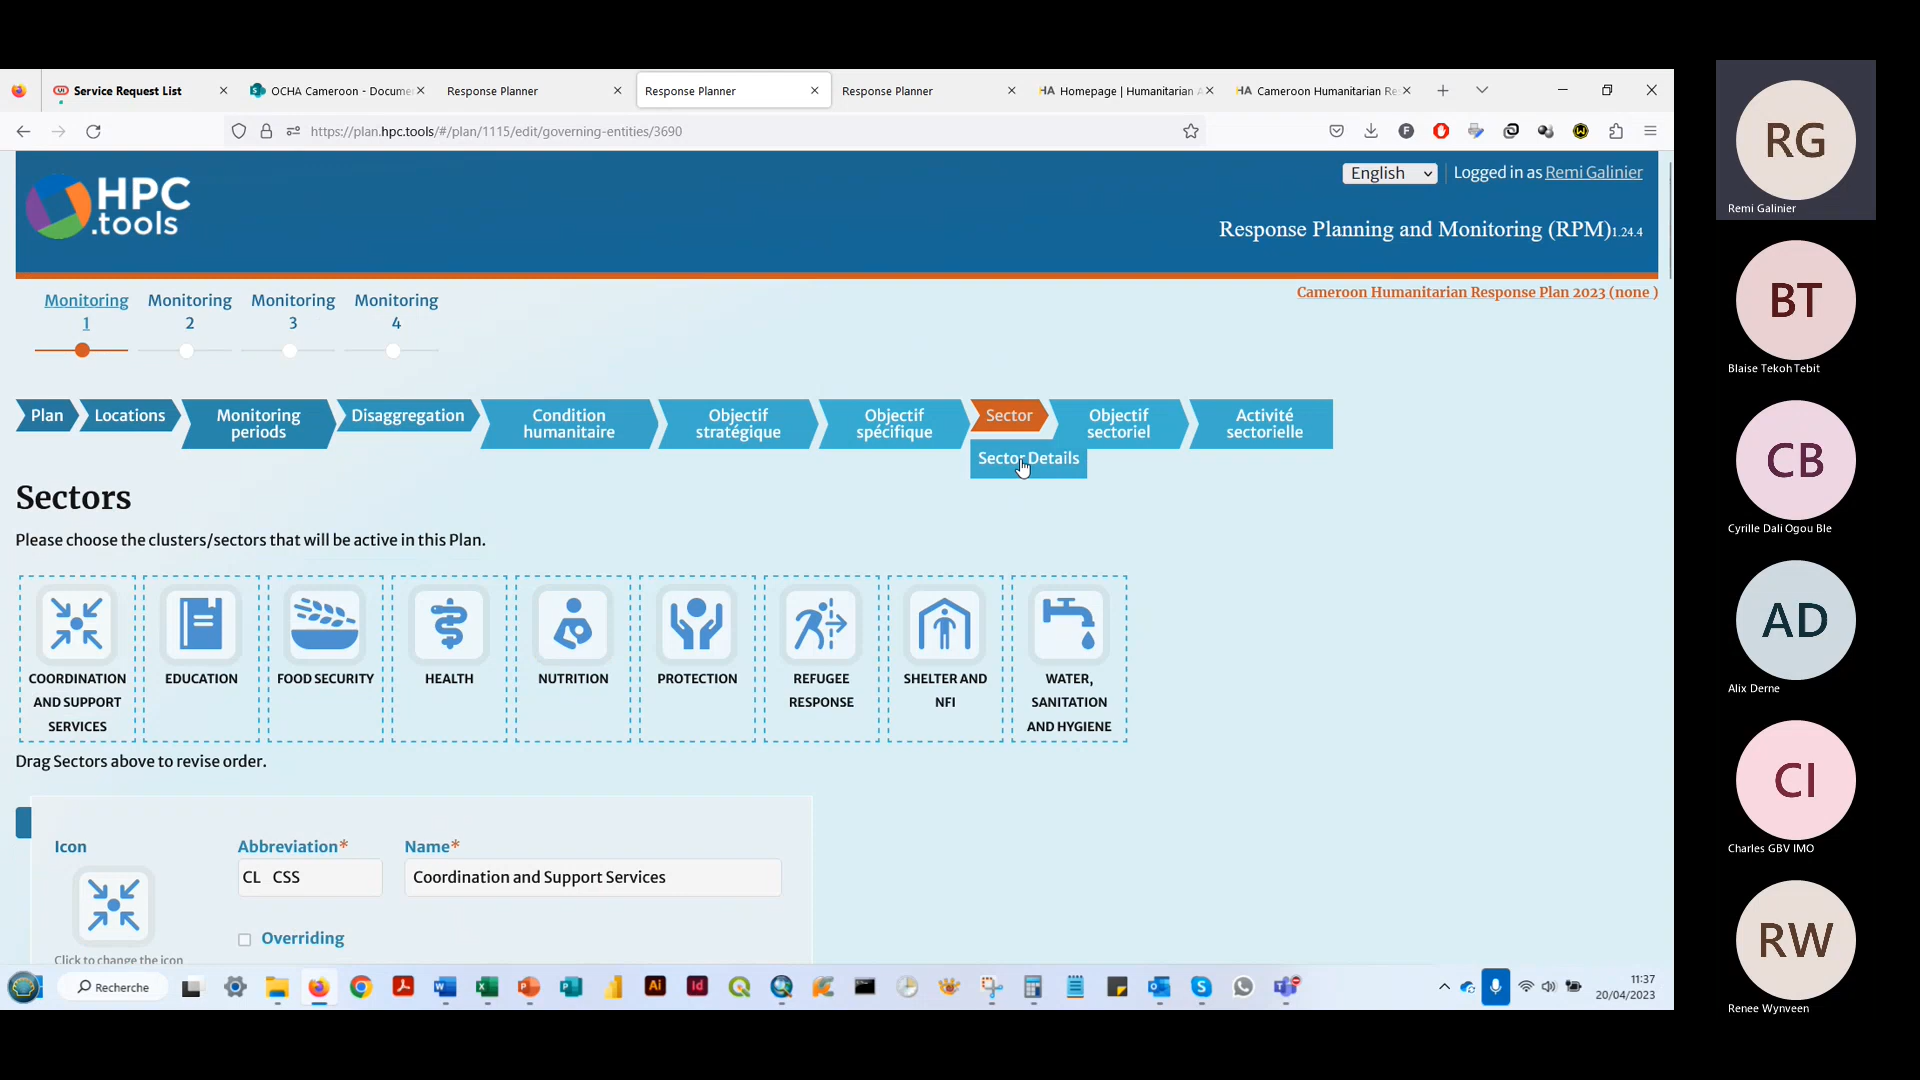 Service Request List
OCHA Cameroon - Docume
Response Planner
Response Planner
Response Planner
HA Homepage | Humanitarian A
HA Cameroon Humanitarian Re
https://plan.hpc.tools/#/plan/1115/edit/governing-entities/3690
HPC
.tools
English
Logged in as Remi Galinier
Response Planning and Monitoring (RPM)1.24.4
Cameroon Humanitarian Response Plan 2023 (none )
Monitoring
1
Monitoring
2
Monitoring
3
Monitoring
4
Plan
Locations
Monitoring
periods
Disaggregation
Condition
humanitaire
Objectif
stratégique
Objectif
spécifique
Sector
Objectif
sectoriel
Activité
sectorielle
Sector Details
Sectors
Please choose the clusters/sectors that will be active in this Plan.
COORDINATION
AND SUPPORT
SERVICES
EDUCATION
FOOD SECURITY
HEALTH
NUTRITION
PROTECTION
REFUGEE
RESPONSE
SHELTER AND
NFI
WATER,
SANITATION
AND HYGIENE
Drag Sectors above to revise order.
Icon
Abbreviation*
Name*
CL CSS
Coordination and Support Services
Overriding
Click to change the icon
Recherche
11:37
20/04/2023
RG
Remi Galinier
BT
Blaise Tekoh Tebit
CB
Cyrille Dali Ogou Ble
AD
Alix Derne
CI
Charles GBV IMO
RW
Renee Wynveen